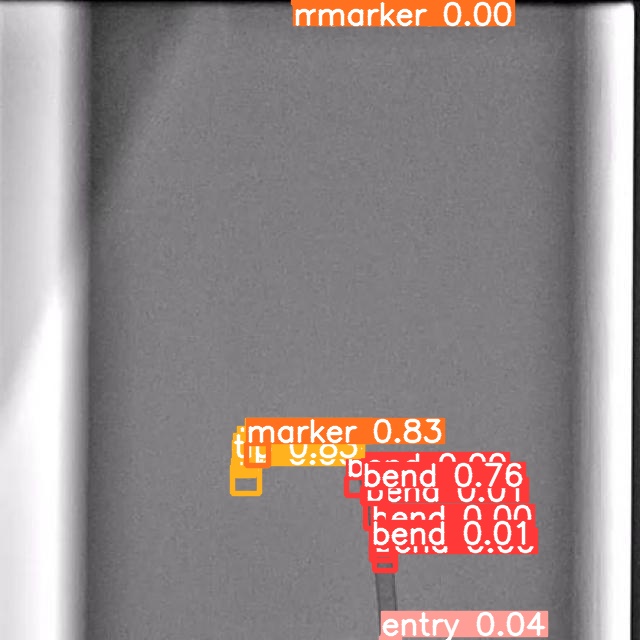 mmarker 0.00
marker 0.83
bend 0.76
bend 0.01
bend 0.00
bend 0.01
entry 0.04